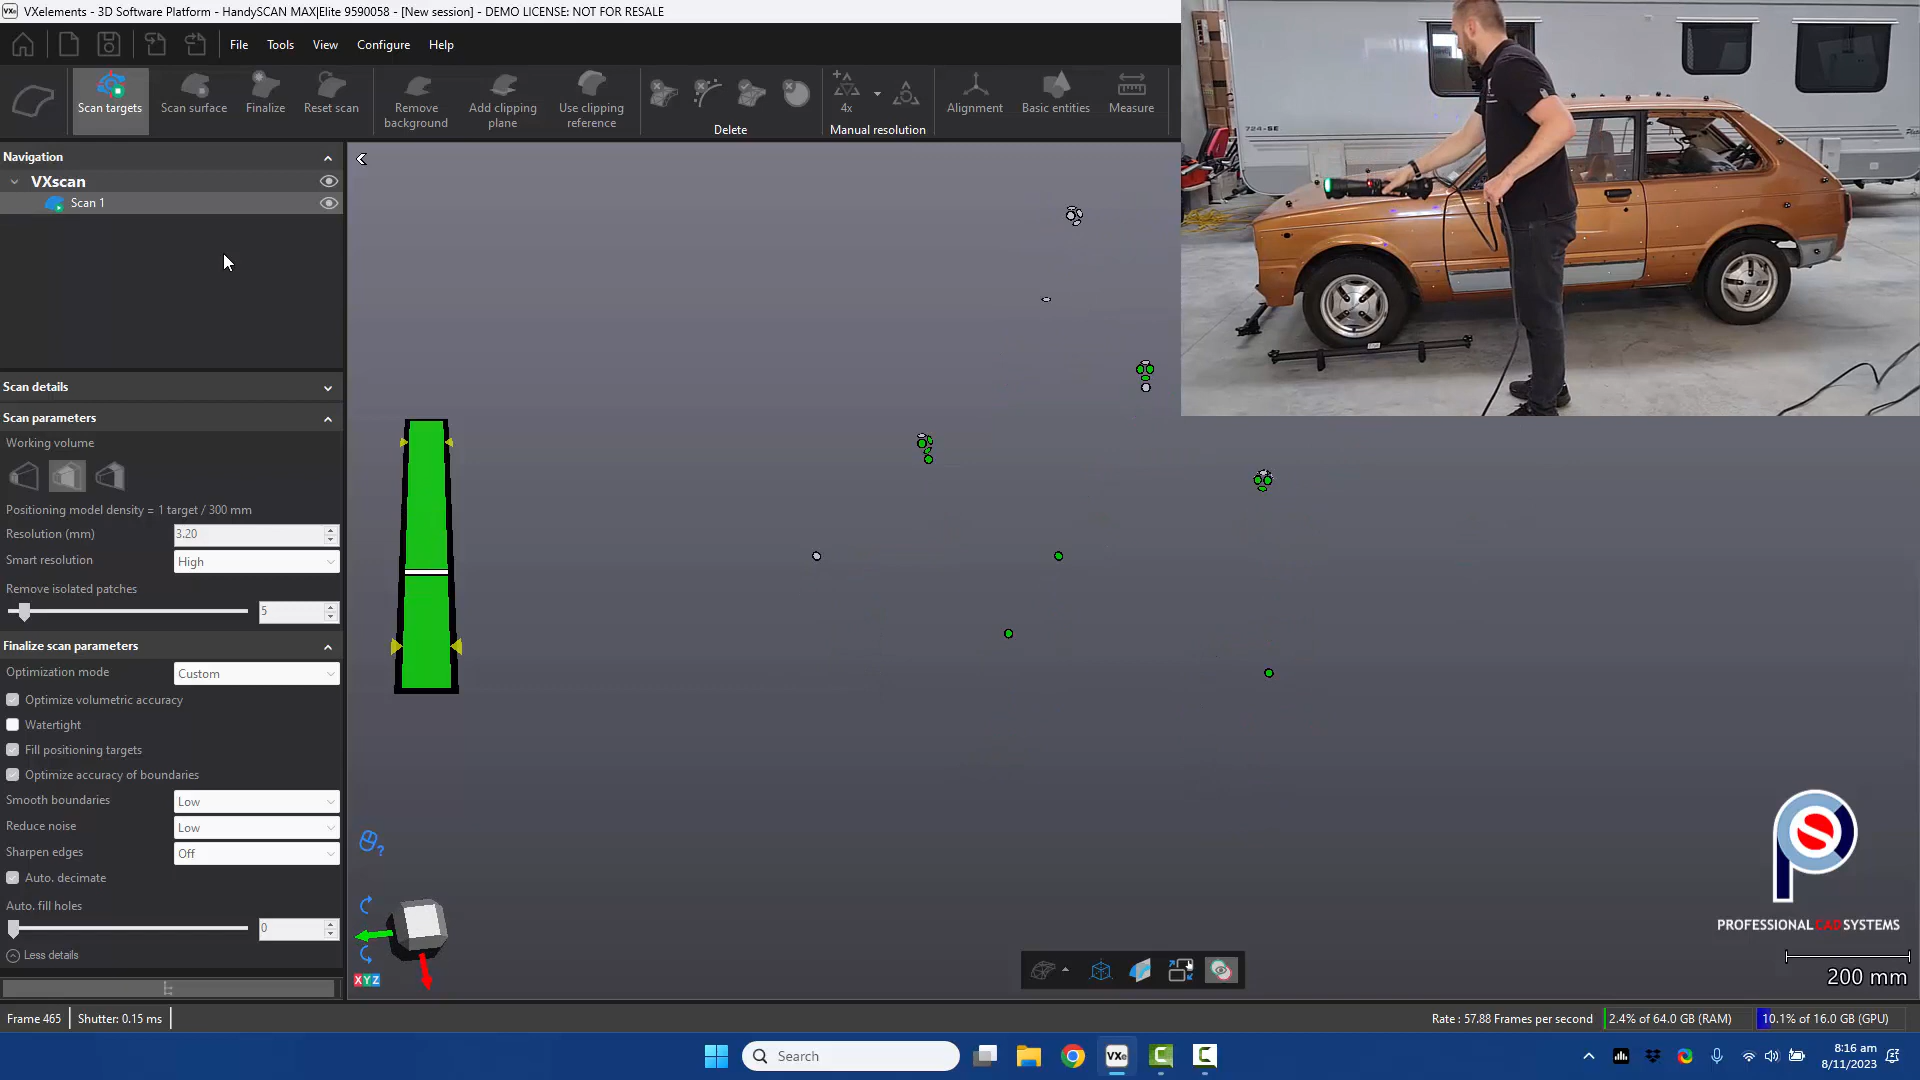 VXelements - 3D Software Platform - HandySCAN MAX|Elite 9590058 - [New session] - DEMO LICENSE: NOT FOR RESALE
File Tools View Configure Help
Scan targets Scan surface Finalize Reset scan Remove background Add clipping plane Use clipping reference Delete 4x Manual resolution Alignment Basic entities Measure
724-SE
Navigation
VXscan
Scan 1
Scan details
Scan parameters
Working volume
Positioning model density = 1 target / 300 mm
Resolution (mm) 3.20
Smart resolution High
Remove isolated patches
5
Finalize scan parameters
Optimization mode Custom
Optimize volumetric accuracy
Watertight
Fill positioning targets
Optimize accuracy of boundaries
Smooth boundaries Low
Reduce noise Low
Sharpen edges Off
Auto. decimate
Auto. fill holes
0
Less details
XYZ
PROFESSIONALCADSYSTEMS
200 mm
Frame 465 Shutter: 0.15 ms Rate : 57.88 Frames per second 2.4% of 64.0 GB (RAM) 10.1% of 16.0 GB (GPU)
Search VXe 8:16 am
8/11/2023